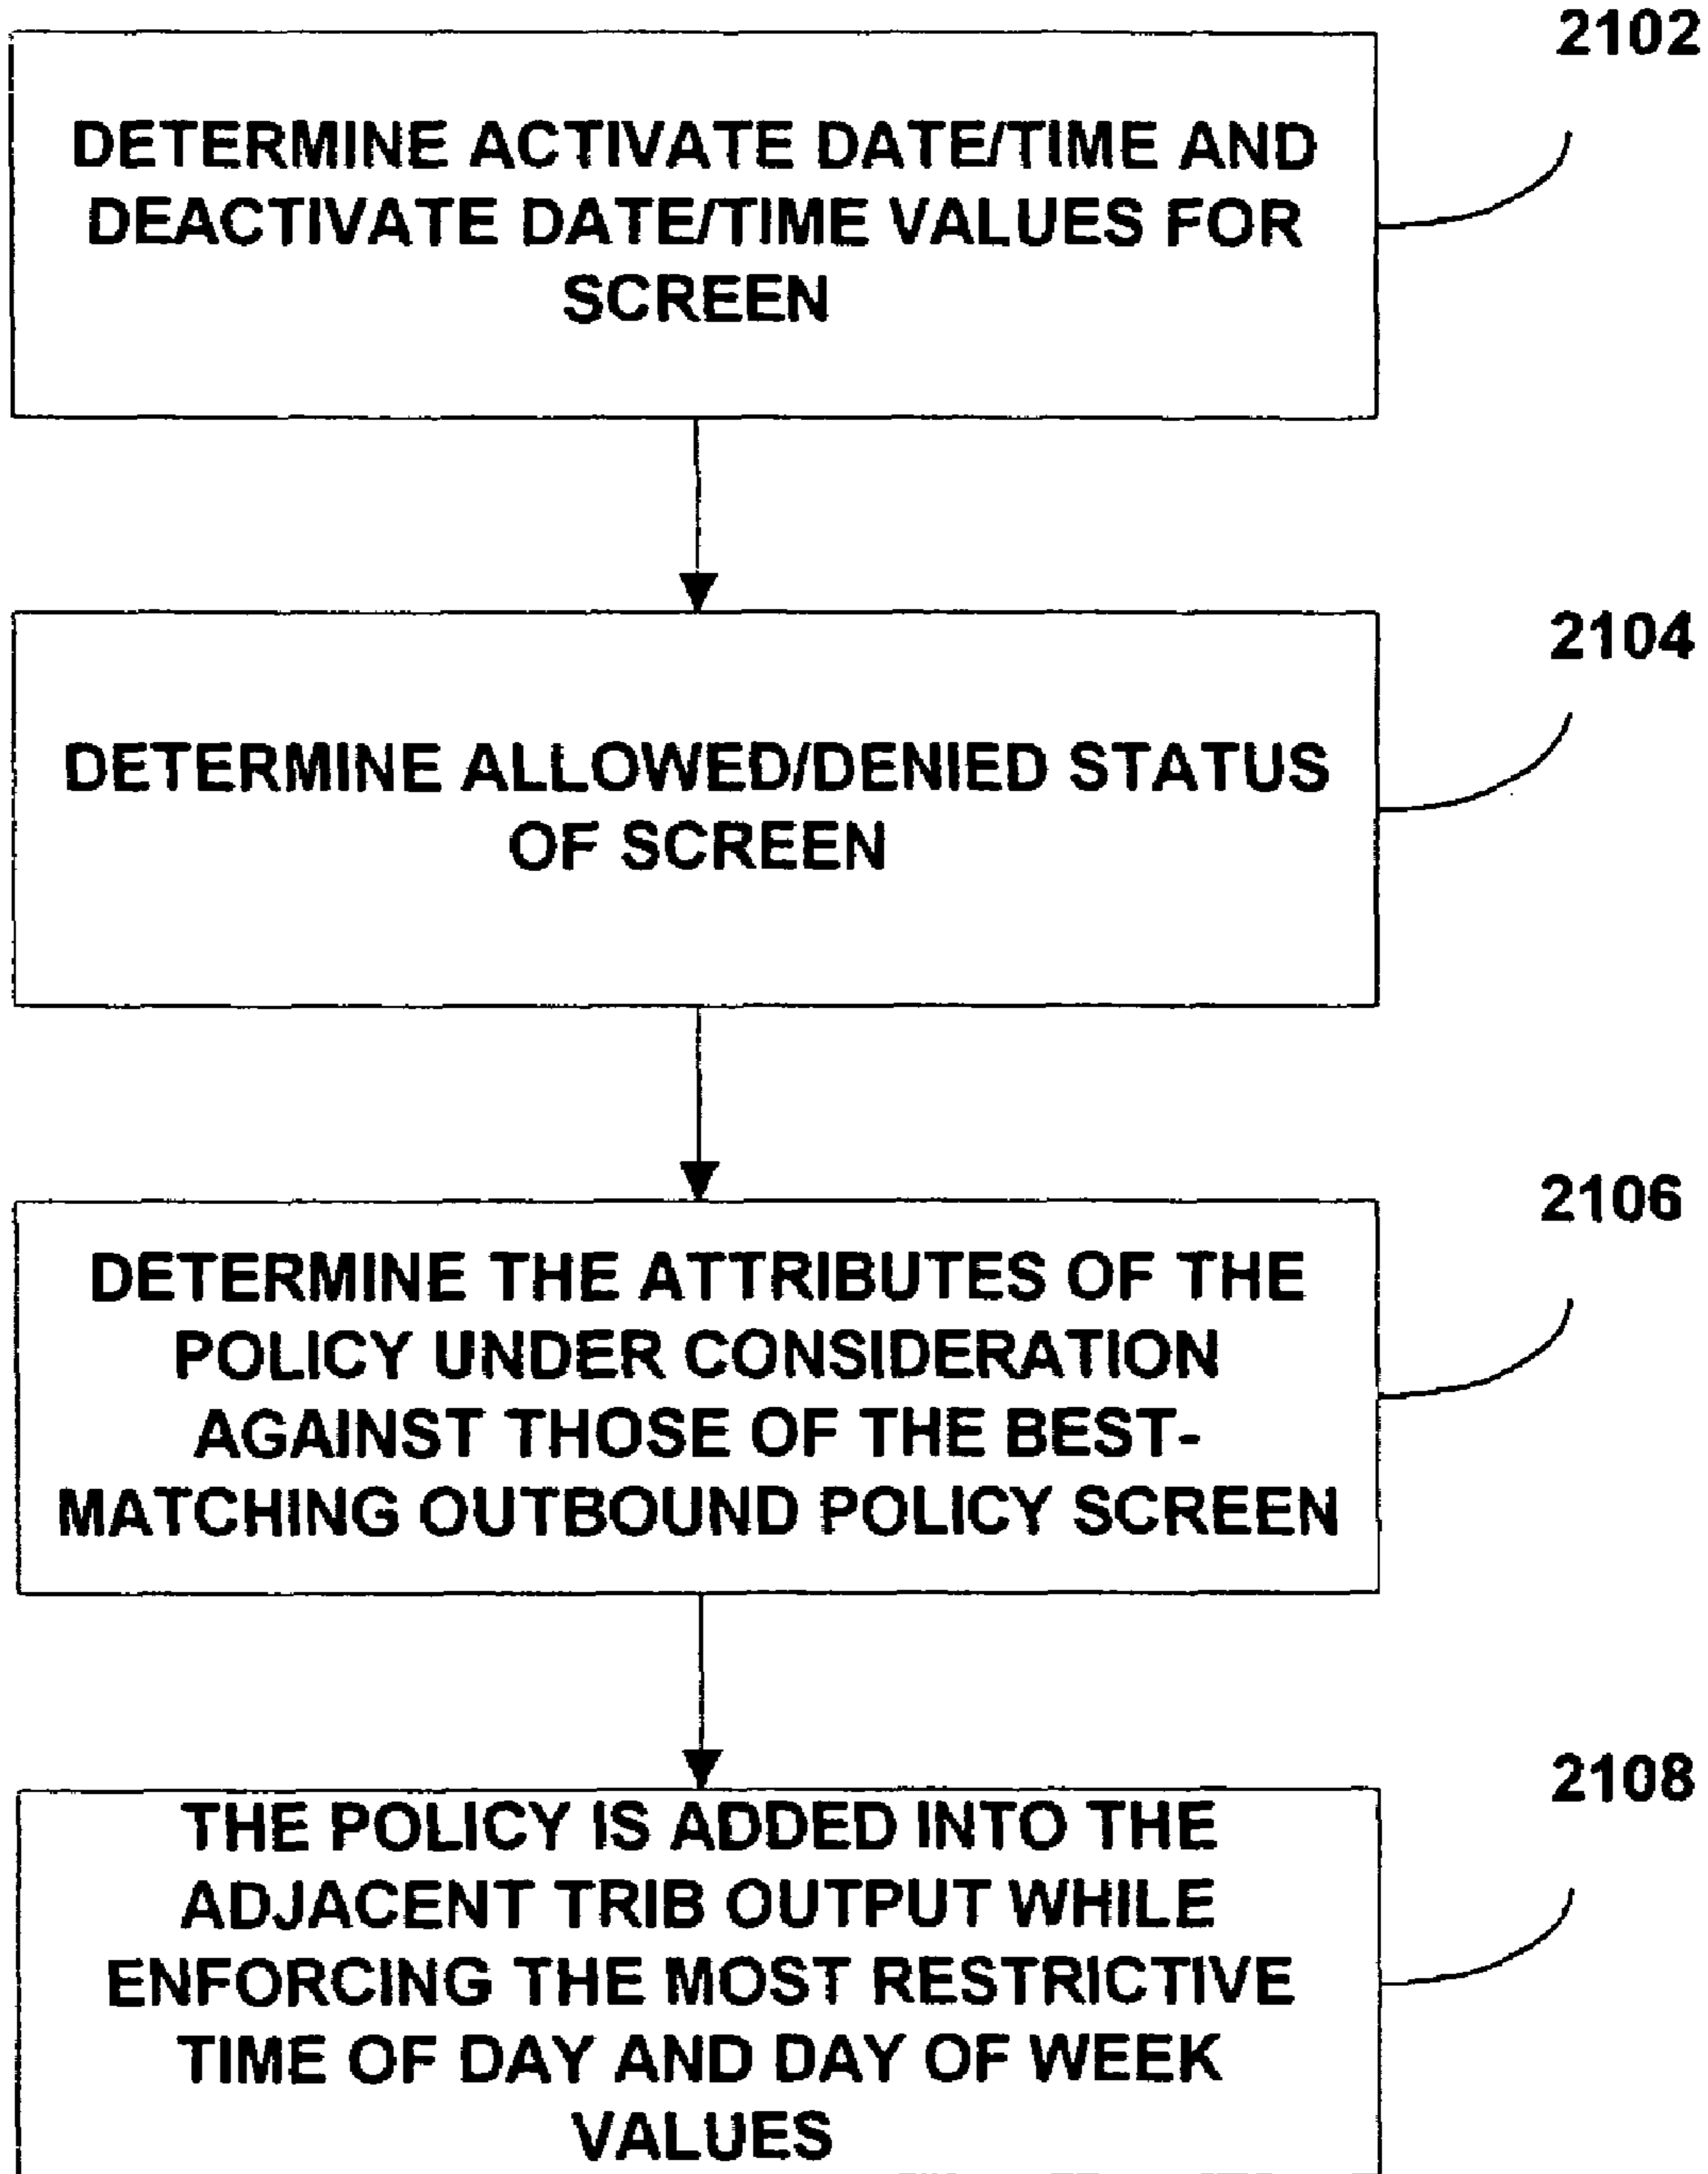 2102
DETERMINE ACTIVATE DATE/TIME AND
DEACTIVATE DATE/TIME VALUES FOR
SCREEN
2104
DETERMINE ALLOWED/DENIED STATUS
OF SCREEN
2106
DETERMINE THE ATTRIBUTES OF THE
POLICY UNDER CONSIDERATION
AGAINST THOSE OF THE BEST-
MATCHING OUTBOUND POLICY SCREEN
2108
THE POLICY IS ADDED INTO THE
ADJACENT TRIB OUTPUT WHILE
ENFORCING THE MOST RESTRICTIVE
TIME OF DAY AND DAY OF WEEK
VALUES